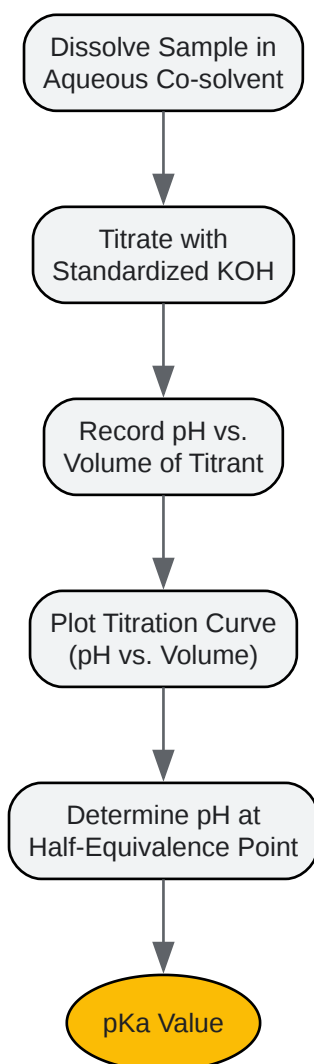 Dissolve Sample in
Aqueous Co-solvent
Titrate with
Standardized KOH
Record pH vs.
Volume of Titrant
Plot Titration Curve
(pH vs. Volume)
Determine pH at
Half-Equivalence Point
pKa Value